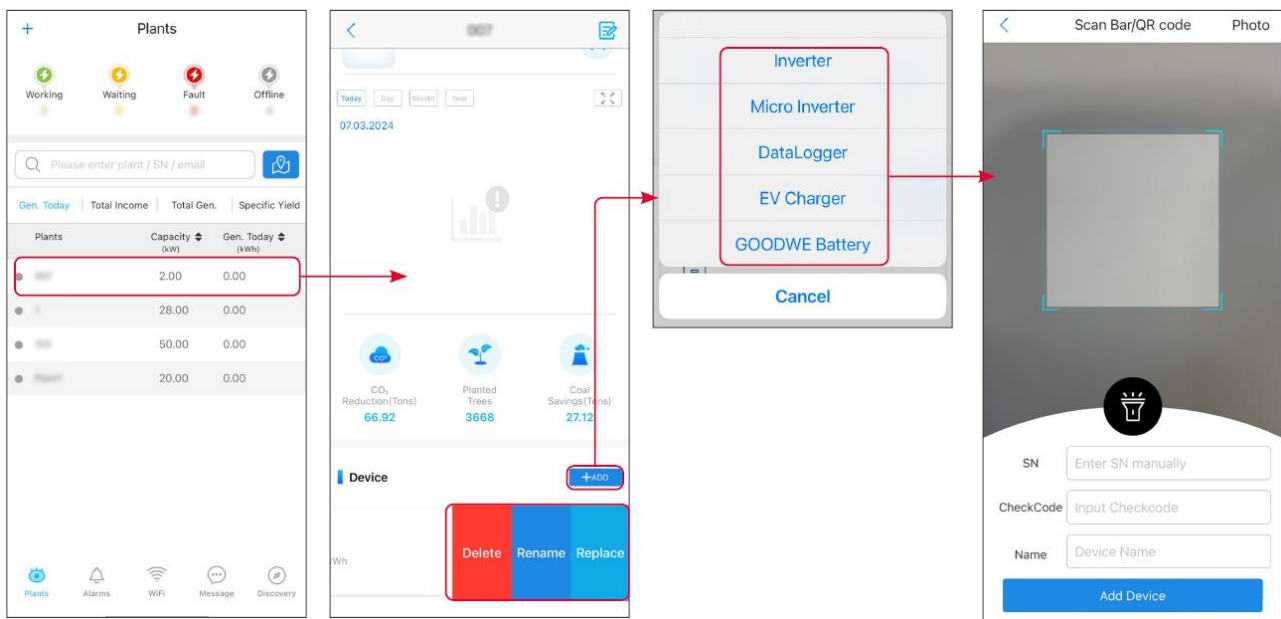 +
Plants
Working
Waiting
Fault
Offline
Please enter plant / SN / email
Gen. Today
Total Income
Total Gen.
Specific Yield
Plants
Capacity
(kW)
Gen. Today
(kWh)
2.00
0.00
28.00
0.00
50.00
0.00
20.00
0.00
Plants
Alarms
WiFi
Message
Discovery
007
Today
Day
Month
Year
07.03.2024
CO₂
Reduction(Tons)
66.92
Planted
Trees
3668
Coal
Savings(Tons)
27.12
Device
+ADD
Wh
Delete
Rename
Replace
Inverter
Micro Inverter
DataLogger
EV Charger
GOODWE Battery
Cancel
Scan Bar/QR code
Photo
SN
Enter SN manually
CheckCode
Input Checkcode
Name
Device Name
Add Device